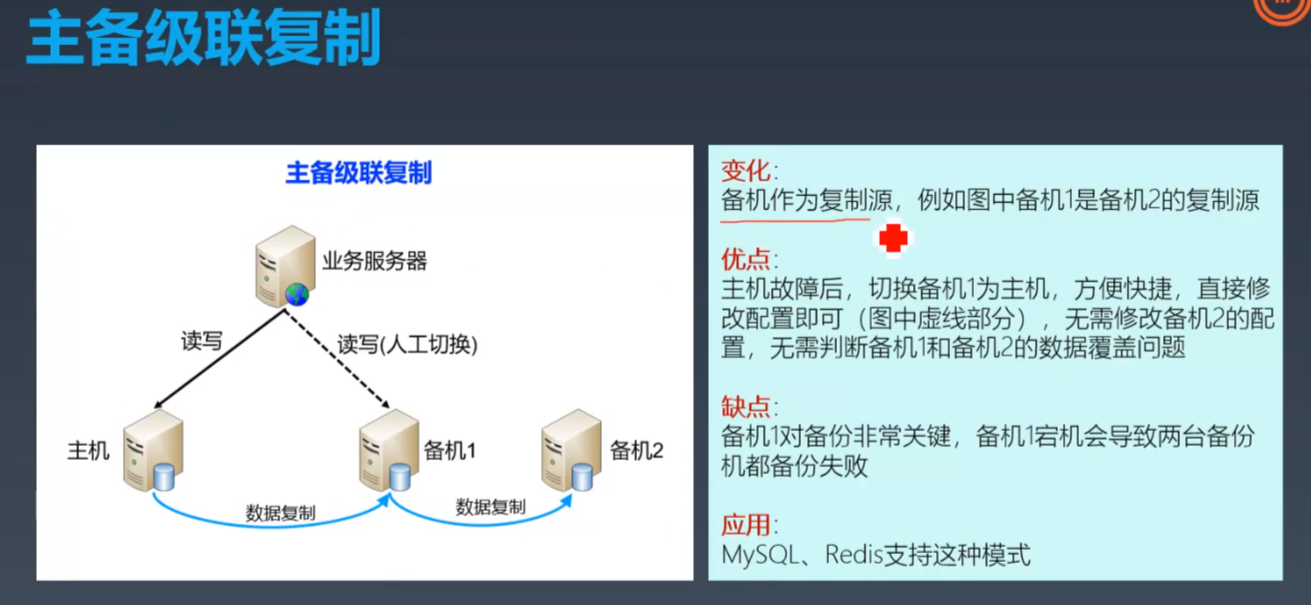 主备级联复制
主备级联复制
业务服务器
读写
读写(人工切换)
主机
备机1
备机2
数据复制
数据复制
变化:
备机作为复制源，例如图中备机1是备机2的复制源
优点:
主机故障后，切换备机1为主机，方便快捷，直接修
改配置即可（图中虚线部分），无需修改备机2的配
置，无需判断备机1和备机2的数据覆盖问题
缺点:
备机1对备份非常关键，备机1宕机会导致两台备份
机都备份失败
应用:
MySQL、Redis支持这种模式